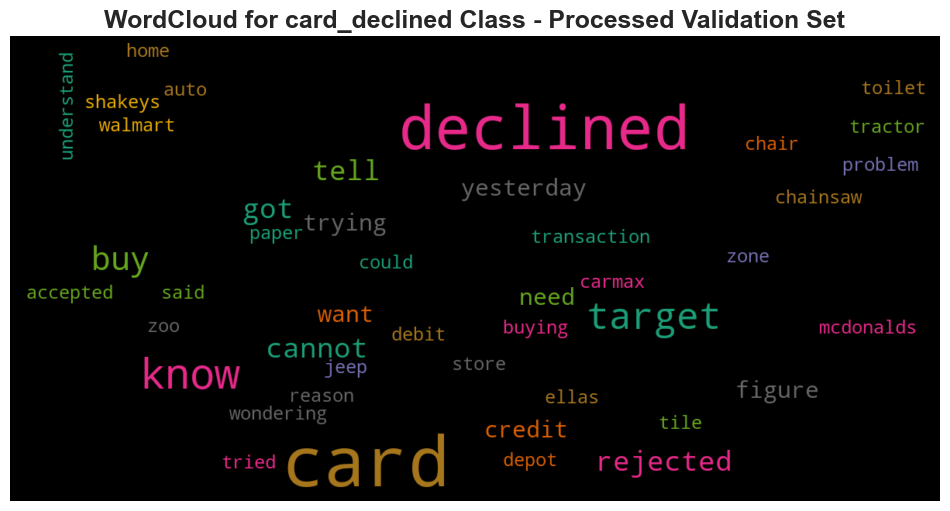 WordCloud for card_declined Class - Processed Validation Set
home
understand
auto
shakeys
walmart
toilet
declined
tractor
chair
problem
tell
yesterday
chainsaw
got
trying
paper
transaction
buy
could
zone
carmax
accepted
said
need
want
target
zoo
debit
buying
mcdonalds
cannot
jeep
store
know
reason
ellas
figure
wondering
credit
tile
card
tried
depot
rejected